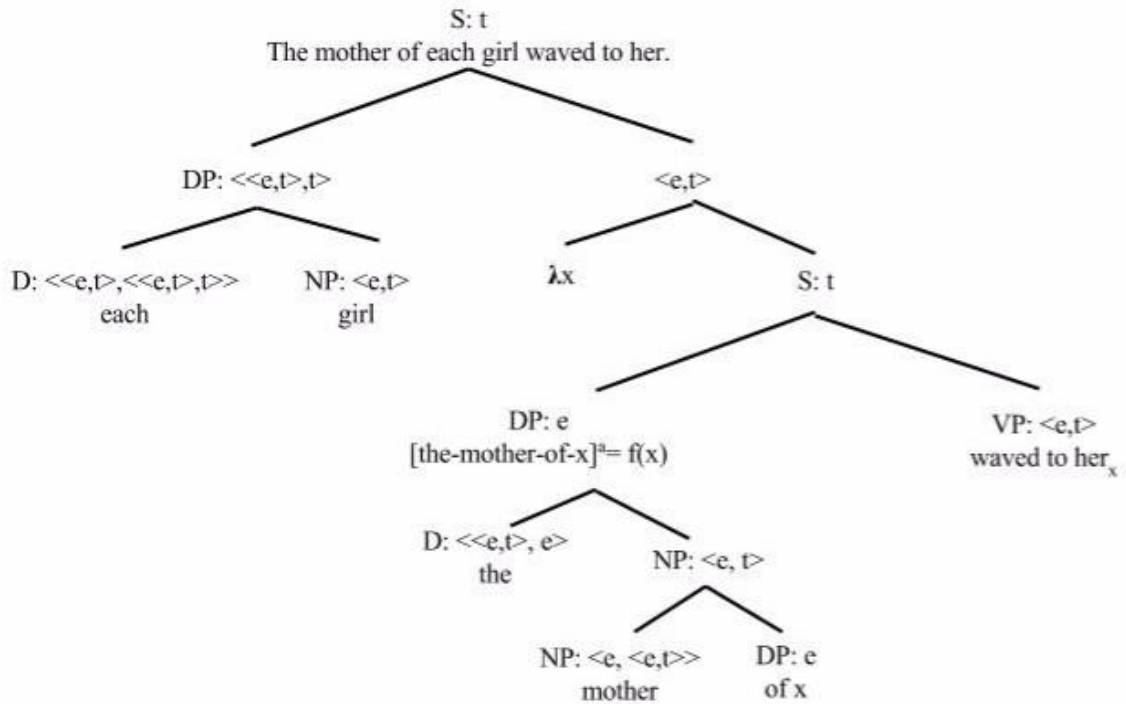 S: t
The mother of each girl waved to her.
DP: <<e,t>,t>
<e,t>
D: <<e,t>,<<e,t>,t>>
each
NP: <e,t>
girl
λx
S: t
DP: e
[the-mother-of-x]ᵃ= f(x)
VP: <e,t>
waved to herₓ
D: <<e,t>, e>
the
NP: <e, t>
NP: <e, <e,t>>
mother
DP: e
of x